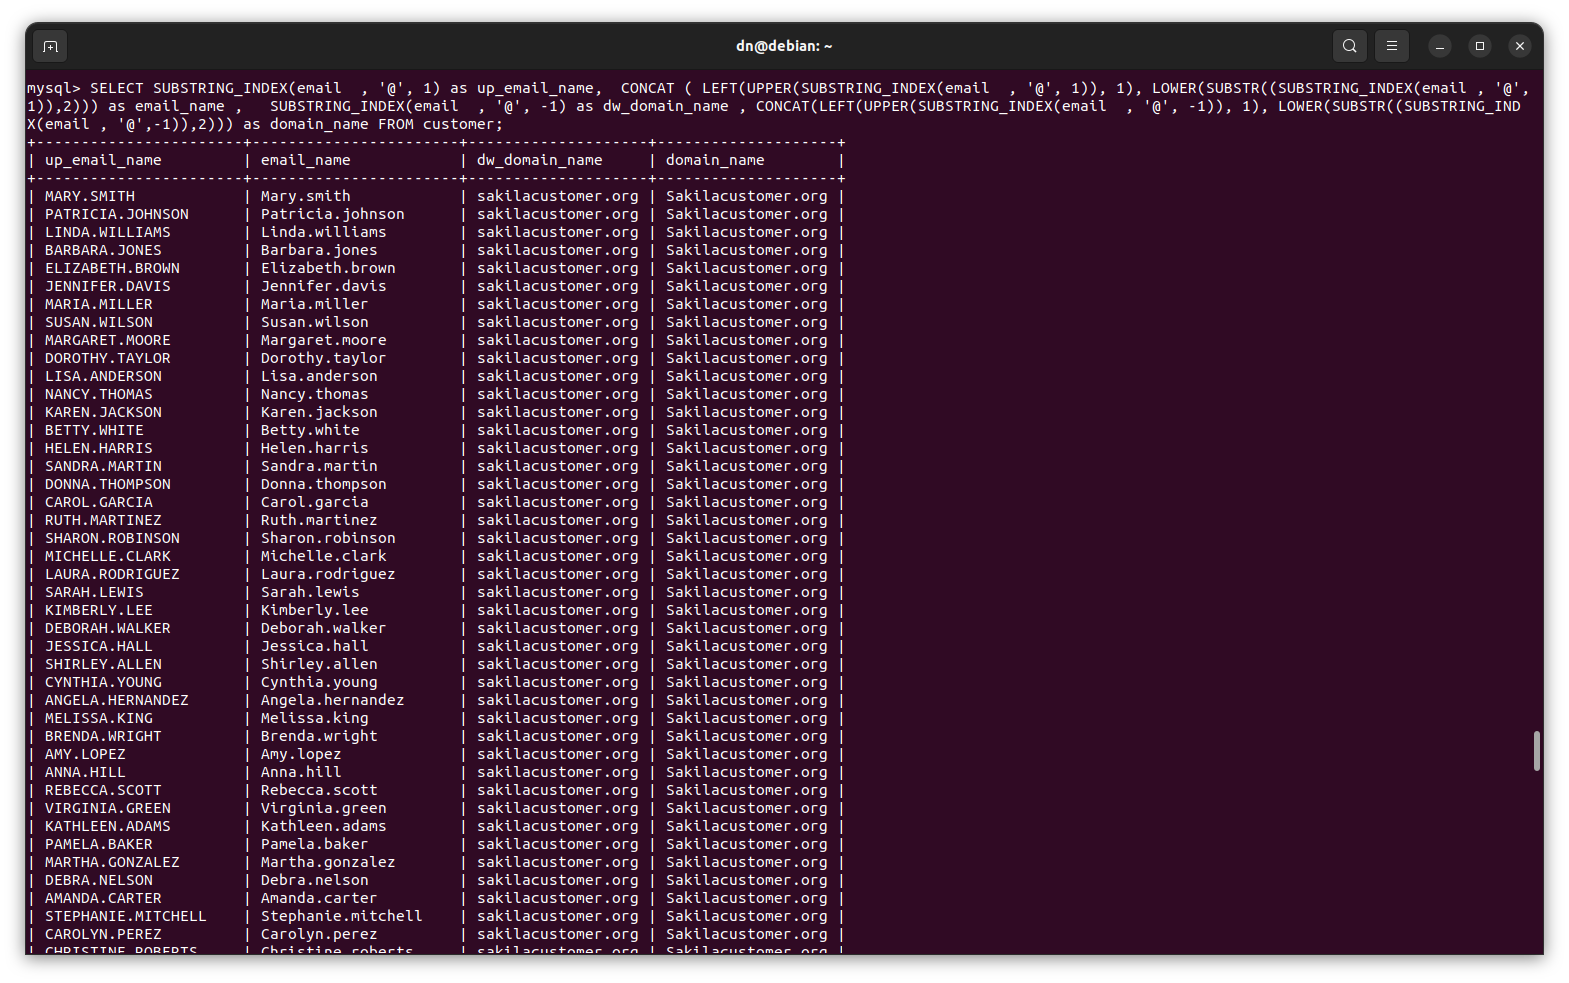 dn@debian: ~
mysql> SELECT SUBSTRING_INDEX(email  , '@', 1) as up_email_name,  CONCAT ( LEFT(UPPER(SUBSTRING_INDEX(email  , '@', 1)), 1), LOWER(SUBSTR((SUBSTRING_INDEX(email , '@',
1)),2))) as email_name ,   SUBSTRING_INDEX(email  , '@', -1) as dw_domain_name , CONCAT(LEFT(UPPER(SUBSTRING_INDEX(email  , '@', -1)), 1), LOWER(SUBSTR((SUBSTRING_IND
X(email , '@',-1)),2))) as domain_name FROM customer;
+-----------------------+-----------------------+--------------------+--------------------+
| up_email_name         | email_name            | dw_domain_name     | domain_name        |
+-----------------------+-----------------------+--------------------+--------------------+
| MARY.SMITH            | Mary.smith            | sakilacustomer.org | Sakilacustomer.org |
| PATRICIA.JOHNSON      | Patricia.johnson      | sakilacustomer.org | Sakilacustomer.org |
| LINDA.WILLIAMS        | Linda.williams        | sakilacustomer.org | Sakilacustomer.org |
| BARBARA.JONES         | Barbara.jones         | sakilacustomer.org | Sakilacustomer.org |
| ELIZABETH.BROWN       | Elizabeth.brown       | sakilacustomer.org | Sakilacustomer.org |
| JENNIFER.DAVIS        | Jennifer.davis        | sakilacustomer.org | Sakilacustomer.org |
| MARIA.MILLER          | Maria.miller          | sakilacustomer.org | Sakilacustomer.org |
| SUSAN.WILSON          | Susan.wilson          | sakilacustomer.org | Sakilacustomer.org |
| MARGARET.MOORE        | Margaret.moore        | sakilacustomer.org | Sakilacustomer.org |
| DOROTHY.TAYLOR        | Dorothy.taylor        | sakilacustomer.org | Sakilacustomer.org |
| LISA.ANDERSON         | Lisa.anderson         | sakilacustomer.org | Sakilacustomer.org |
| NANCY.THOMAS          | Nancy.thomas          | sakilacustomer.org | Sakilacustomer.org |
| KAREN.JACKSON         | Karen.jackson         | sakilacustomer.org | Sakilacustomer.org |
| BETTY.WHITE           | Betty.white           | sakilacustomer.org | Sakilacustomer.org |
| HELEN.HARRIS          | Helen.harris          | sakilacustomer.org | Sakilacustomer.org |
| SANDRA.MARTIN         | Sandra.martin         | sakilacustomer.org | Sakilacustomer.org |
| DONNA.THOMPSON        | Donna.thompson        | sakilacustomer.org | Sakilacustomer.org |
| CAROL.GARCIA          | Carol.garcia          | sakilacustomer.org | Sakilacustomer.org |
| RUTH.MARTINEZ         | Ruth.martinez         | sakilacustomer.org | Sakilacustomer.org |
| SHARON.ROBINSON       | Sharon.robinson       | sakilacustomer.org | Sakilacustomer.org |
| MICHELLE.CLARK        | Michelle.clark        | sakilacustomer.org | Sakilacustomer.org |
| LAURA.RODRIGUEZ       | Laura.rodriguez       | sakilacustomer.org | Sakilacustomer.org |
| SARAH.LEWIS           | Sarah.lewis           | sakilacustomer.org | Sakilacustomer.org |
| KIMBERLY.LEE          | Kimberly.lee          | sakilacustomer.org | Sakilacustomer.org |
| DEBORAH.WALKER        | Deborah.walker        | sakilacustomer.org | Sakilacustomer.org |
| JESSICA.HALL          | Jessica.hall          | sakilacustomer.org | Sakilacustomer.org |
| SHIRLEY.ALLEN         | Shirley.allen         | sakilacustomer.org | Sakilacustomer.org |
| CYNTHIA.YOUNG         | Cynthia.young         | sakilacustomer.org | Sakilacustomer.org |
| ANGELA.HERNANDEZ      | Angela.hernandez      | sakilacustomer.org | Sakilacustomer.org |
| MELISSA.KING          | Melissa.king          | sakilacustomer.org | Sakilacustomer.org |
| BRENDA.WRIGHT         | Brenda.wright         | sakilacustomer.org | Sakilacustomer.org |
| AMY.LOPEZ             | Amy.lopez             | sakilacustomer.org | Sakilacustomer.org |
| ANNA.HILL             | Anna.hill             | sakilacustomer.org | Sakilacustomer.org |
| REBECCA.SCOTT         | Rebecca.scott         | sakilacustomer.org | Sakilacustomer.org |
| VIRGINIA.GREEN        | Virginia.green        | sakilacustomer.org | Sakilacustomer.org |
| KATHLEEN.ADAMS        | Kathleen.adams        | sakilacustomer.org | Sakilacustomer.org |
| PAMELA.BAKER          | Pamela.baker          | sakilacustomer.org | Sakilacustomer.org |
| MARTHA.GONZALEZ       | Martha.gonzalez       | sakilacustomer.org | Sakilacustomer.org |
| DEBRA.NELSON          | Debra.nelson          | sakilacustomer.org | Sakilacustomer.org |
| AMANDA.CARTER         | Amanda.carter         | sakilacustomer.org | Sakilacustomer.org |
| STEPHANIE.MITCHELL    | Stephanie.mitchell    | sakilacustomer.org | Sakilacustomer.org |
| CAROLYN.PEREZ         | Carolyn.perez         | sakilacustomer.org | Sakilacustomer.org |
| CHRISTINE.ROBERTS     | Christine.roberts     | sakilacustomer.org | Sakilacustomer.org |